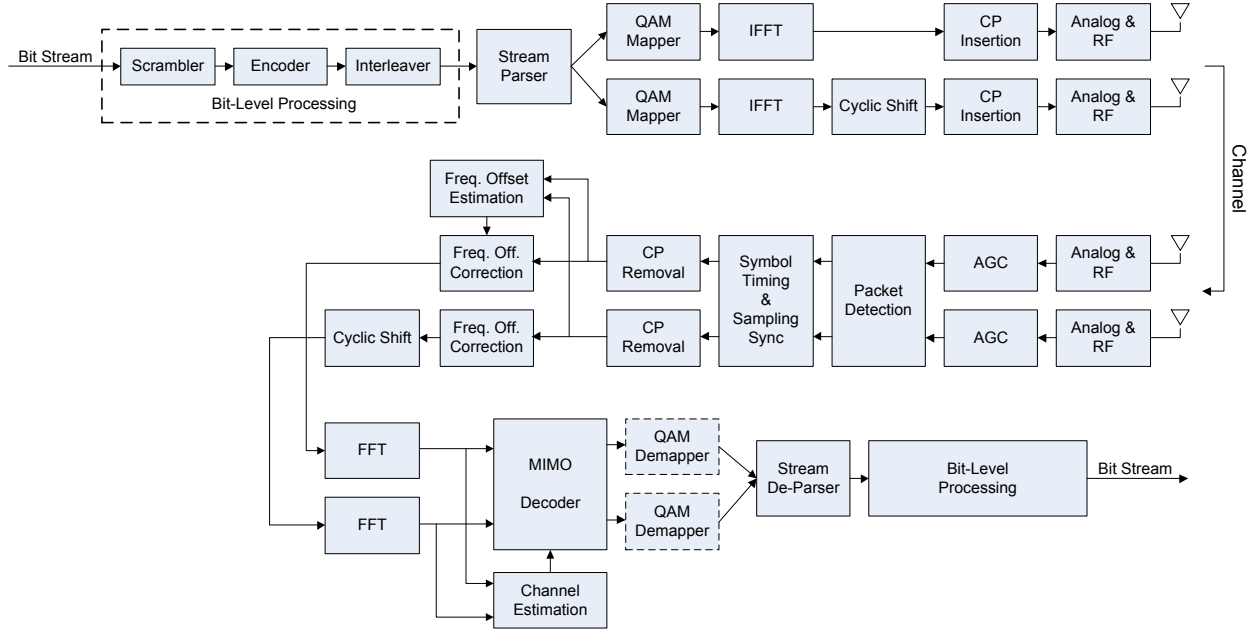 QAM
Mapper
IFFT
CP
Insertion
Analog &
RF
Bit Stream
Scrambler
Encoder
Interleaver
Bit-Level Processing
Stream
Parser
QAM
Mapper
IFFT
Cyclic Shift
CP
Insertion
Analog &
RF
Channel
Freq. Offset
Estimation
Freq. Off.
Correction
CP
Removal
Symbol
Timing
&
Sampling
Sync
Packet
Detection
AGC
Analog &
RF
Cyclic Shift
Freq. Off.
Correction
CP
Removal
AGC
Analog &
RF
FFT
MIMO
Decoder
QAM
Demapper
Stream
De-Parser
Bit-Level
Processing
Bit Stream
FFT
QAM
Demapper
Channel
Estimation